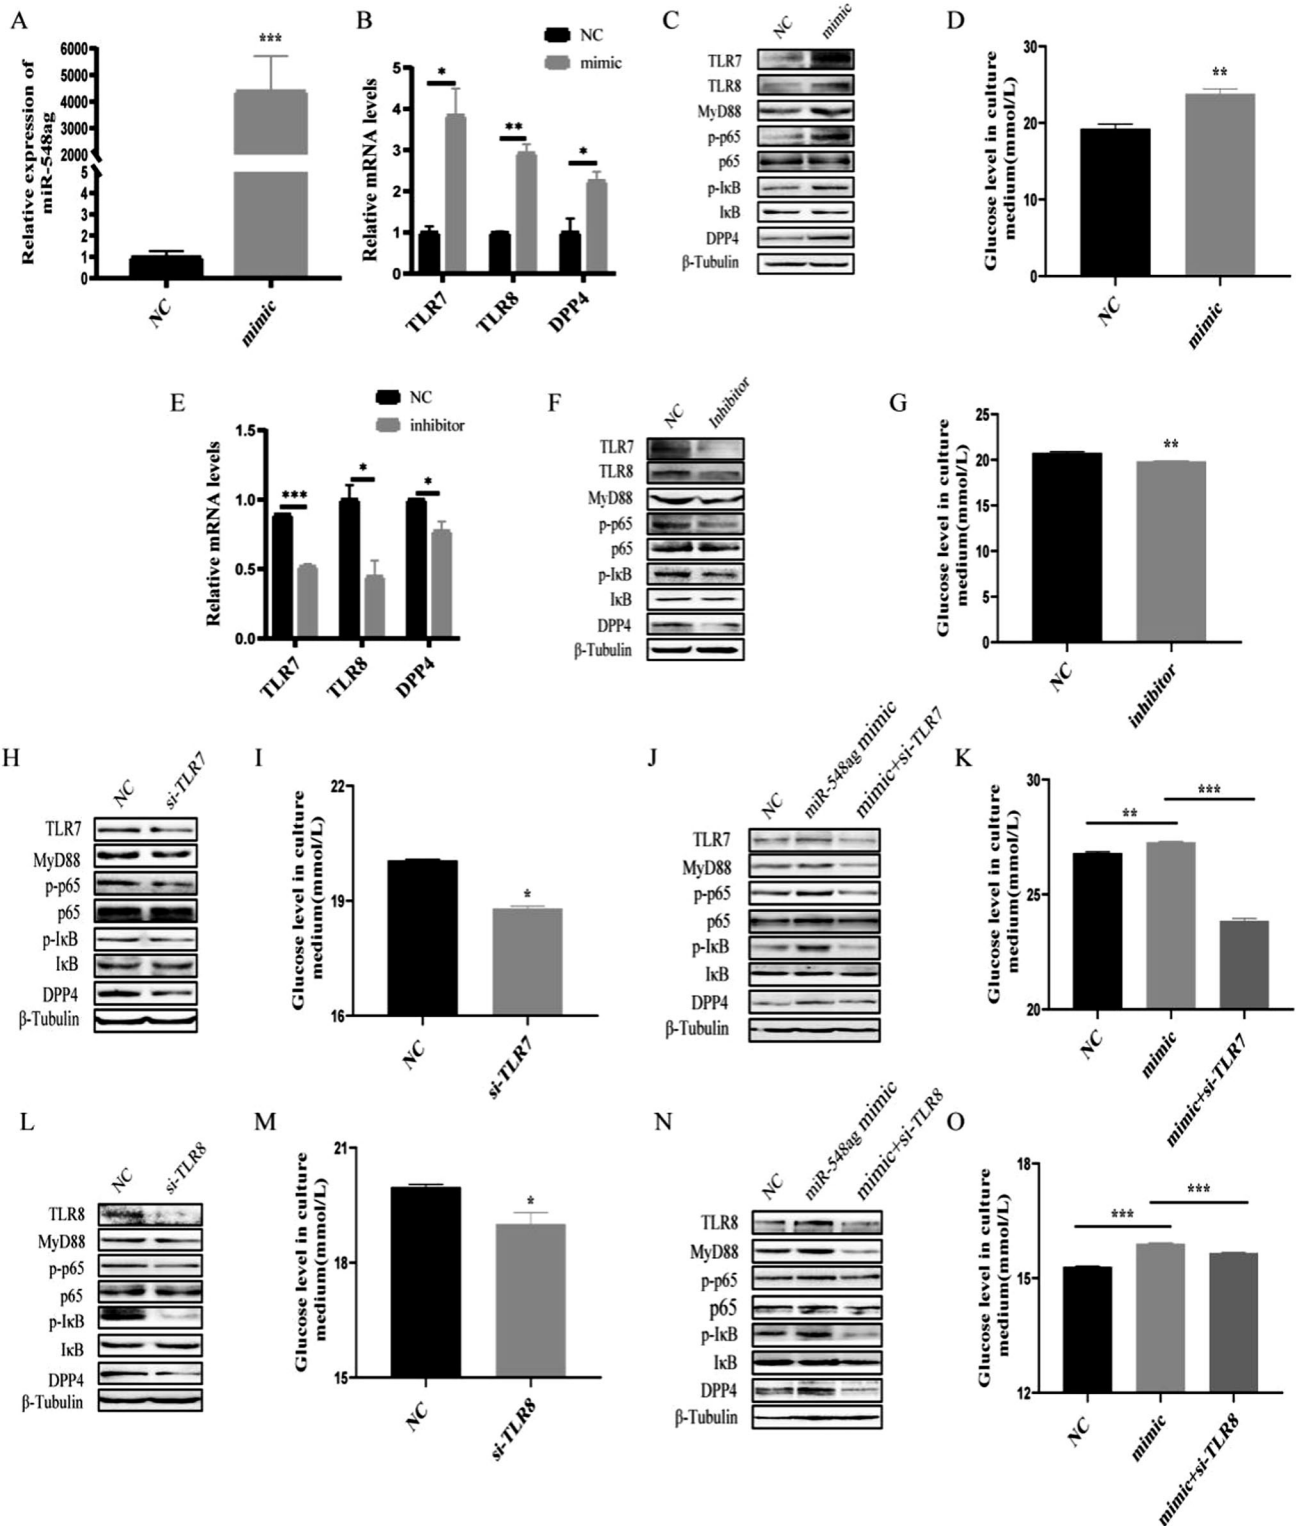 A
Relative expression of
miR-548ag
6000
5000
4000
3000
2000
5
4
3
2
1
0
***
NC
mimic
B
NC
mimic
Relative mRNA levels
5
4
3
2
1
0
*
**
*
TLR7
TLR8
DPP4
C
NC
mimic
TLR7
TLR8
MyD88
p-p65
p65
p-IκB
IκB
DPP4
β-Tubulin
D
Glucose level in culture
medium(mmol/L)
30
20
10
0
**
NC
mimic
E
NC
inhibitor
Relative mRNA levels
1.5
1.0
0.5
0.0
***
*
*
TLR7
TLR8
DPP4
F
NC
Inhibitor
TLR7
TLR8
MyD88
p-p65
p65
p-IκB
IκB
DPP4
β-Tubulin
G
Glucose level in culture
medium(mmol/L)
25
20
15
10
5
0
**
NC
inhibitor
H
NC
si-TLR7
TLR7
MyD88
p-p65
p65
p-IκB
IκB
DPP4
β-Tubulin
I
Glucose level in culture
medium(mmol/L)
22
19
16
*
NC
si-TLR7
J
NC
miR-548ag mimic
mimic+si-TLR7
TLR7
MyD88
p-p65
p65
p-IκB
IκB
DPP4
β-Tubulin
K
Glucose level in culture
medium(mmol/L)
30
25
20
**
***
NC
mimic
mimic+si-TLR7
L
NC
si-TLR8
TLR8
MyD88
p-p65
p65
p-IκB
IκB
DPP4
β-Tubulin
M
Glucose level in culture
medium(mmol/L)
21
18
15
*
NC
si-TLR8
N
NC
miR-548ag mimic
mimic+si-TLR8
TLR8
MyD88
p-p65
p65
p-IκB
IκB
DPP4
β-Tubulin
O
Glucose level in culture
medium(mmol/L)
18
15
12
***
***
NC
mimic
mimic+si-TLR8